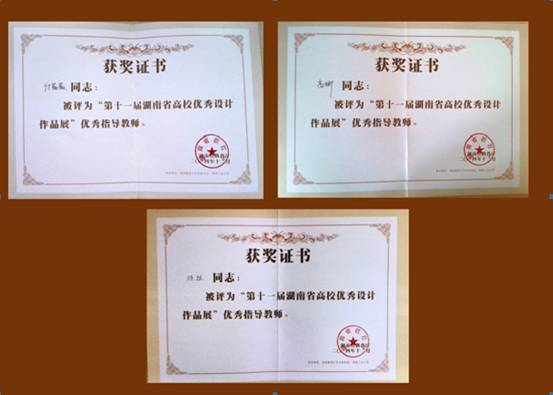 获奖证书
同志：
被评为“第十一届湖南省高校优秀设计
作品展”优秀指导教师。
获奖证书
同志：
被评为“第十一届湖南省高校优秀设计
作品展”优秀指导教师。
获奖证书
同志：
被评为“第十一届湖南省高校优秀设计
作品展”优秀指导教师。